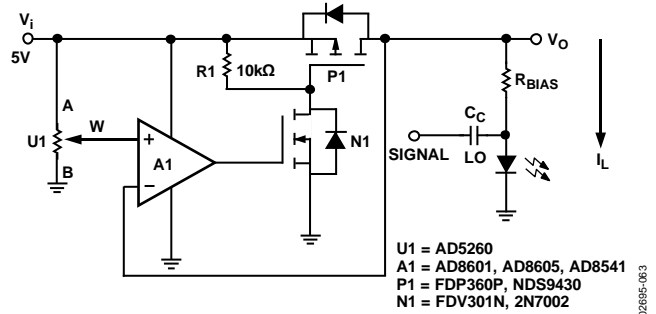 Vi
5V
R1 10kΩ
P1
VO
RBIAS
A
U1
W
B
+
A1
−
N1
CC
SIGNAL
LO
IL
U1 = AD5260
A1 = AD8601, AD8605, AD8541
P1 = FDP360P, NDS9430
N1 = FDV301N, 2N7002
02695-063